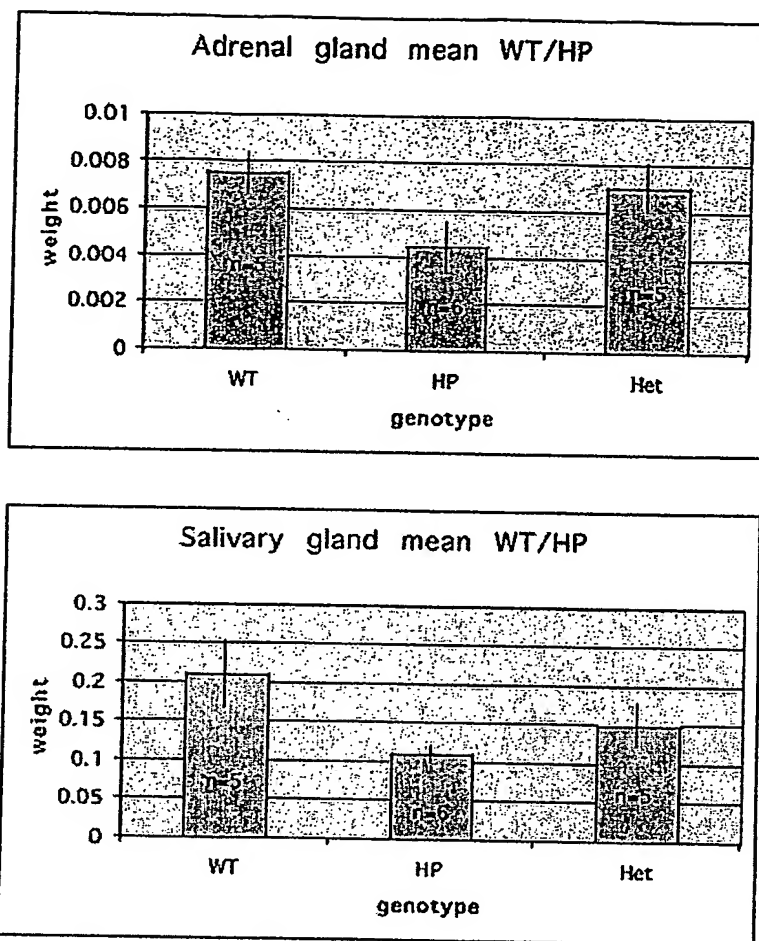 Adrenal gland mean WT/HP
0.01
0.008
0.006
0.004
0.002
0
weight
n=5
n=6
n=5
WT
HP
Het
genotype
Salivary gland mean WT/HP
0.3
0.25
0.2
0.15
0.1
0.05
0
weight
n=5
n=6
n=5
WT
HP
Het
genotype